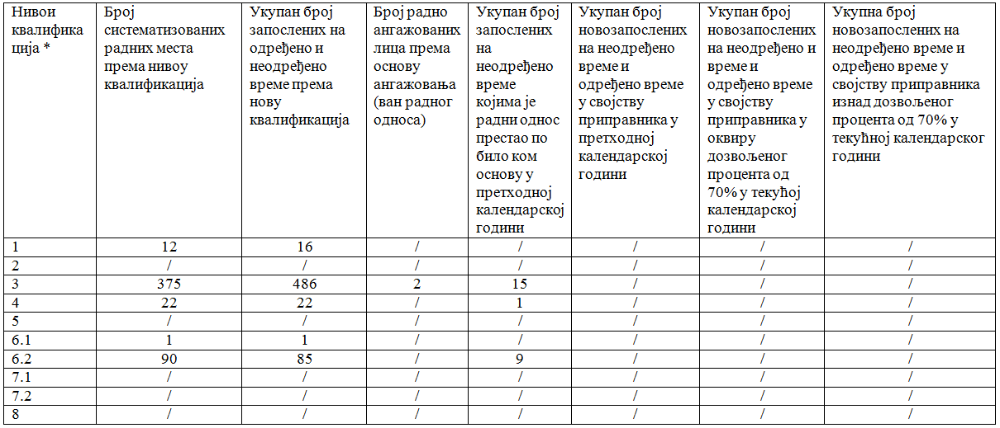 Нивои
квалифика
ција *
Број
систематизованих
радних места
према нивоу
квалификација
Укупан број
запослених на
одређено и
неодређено
време према
нову
квалификација
Број радно
ангажованих
лица према
основу
ангажовања
(ван радног
односа)
Укупан број
запослених
на
неодређено
време
којима је
радни однос
престао по
било ком
основу у
претходној
календарској
години
Укупан број
новозапослених
на неодређено
време и
одређено време
у својству
приправника у
претходној
календарској
години
Укупан број
новозапослених
на неодређено и
време и
одређено време
у својству
приправника у
оквиру
дозвољеног
процента од
70% у текућој
календарској
години
Укупна број
новозапослених на
неодређено време и
одређено време у
својству приправника
изнад дозвољеног
процента од 70% у
текућној календарског
години
1 12 16 / / / / /
2 / / / / / / /
3 375 486 2 15 / / /
4 22 22 / 1 / / /
5 / / / / / / /
6.1 1 1 / / / / /
6.2 90 85 / 9 / / /
7.1 / / / / / / /
7.2 / / / / / / /
8 / / / / / / /